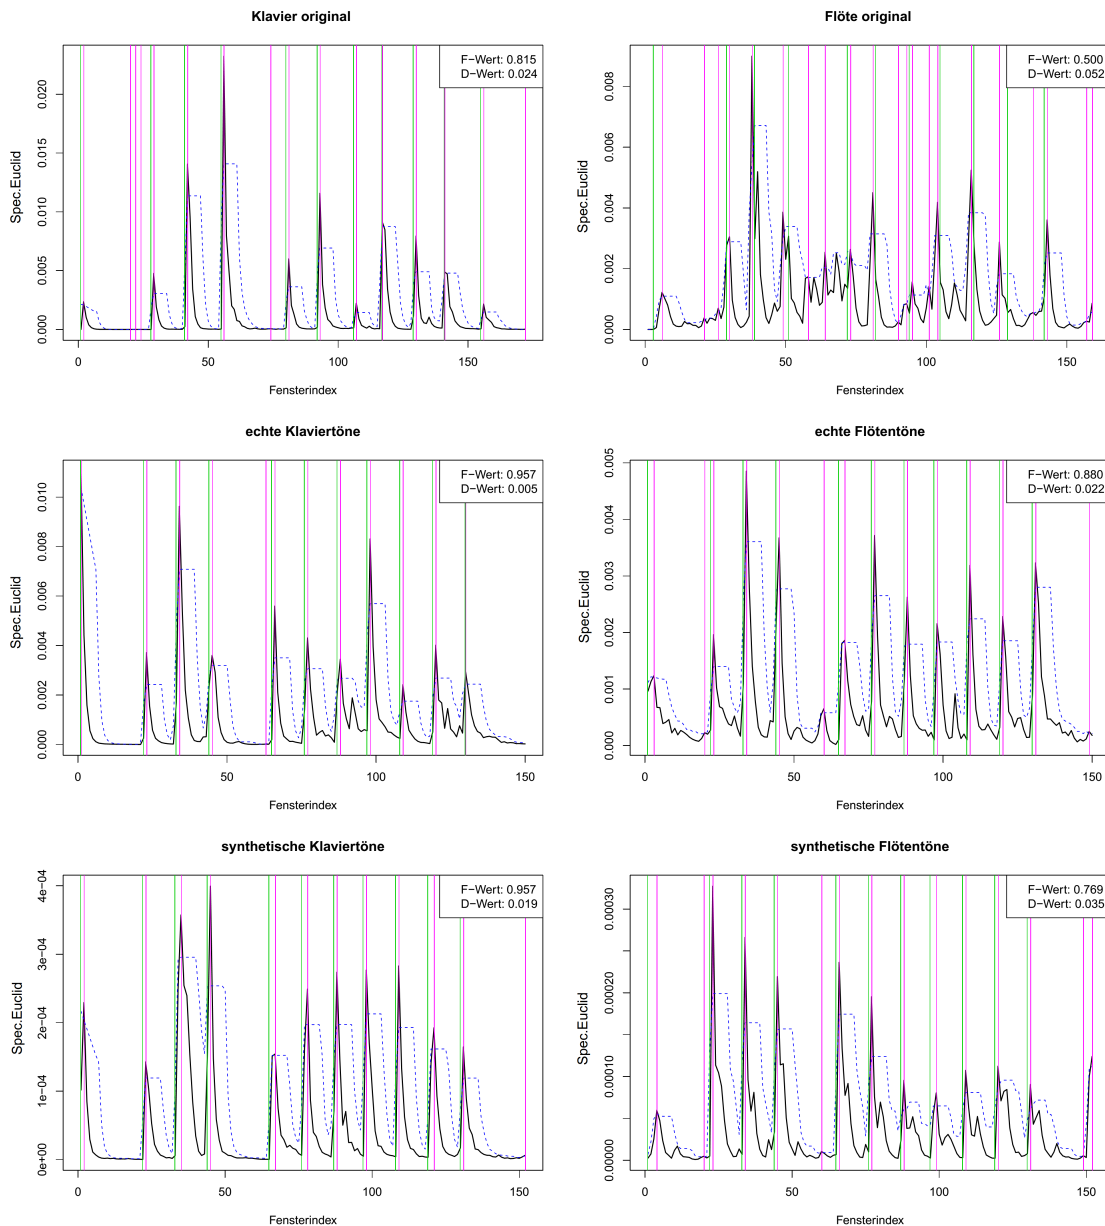 Klavier original
F−Wert: 0.815
D−Wert: 0.024
Spec.Euclid
0.000
0.005
0.010
0.015
0.020
0 50 100 150
Fensterindex
Flöte original
F−Wert: 0.500
D−Wert: 0.052
Spec.Euclid
0.000
0.002
0.004
0.006
0.008
0 50 100 150
Fensterindex
echte Klaviertöne
F−Wert: 0.957
D−Wert: 0.005
Spec.Euclid
0.000
0.002
0.004
0.006
0.008
0.010
0 50 100 150
Fensterindex
echte Flötentöne
F−Wert: 0.880
D−Wert: 0.022
Spec.Euclid
0.000
0.001
0.002
0.003
0.004
0.005
0 50 100 150
Fensterindex
synthetische Klaviertöne
F−Wert: 0.957
D−Wert: 0.019
Spec.Euclid
0e+00
1e−04
2e−04
3e−04
4e−04
0 50 100 150
Fensterindex
synthetische Flötentöne
F−Wert: 0.769
D−Wert: 0.035
Spec.Euclid
0.00000
0.00010
0.00020
0.00030
0 50 100 150
Fensterindex